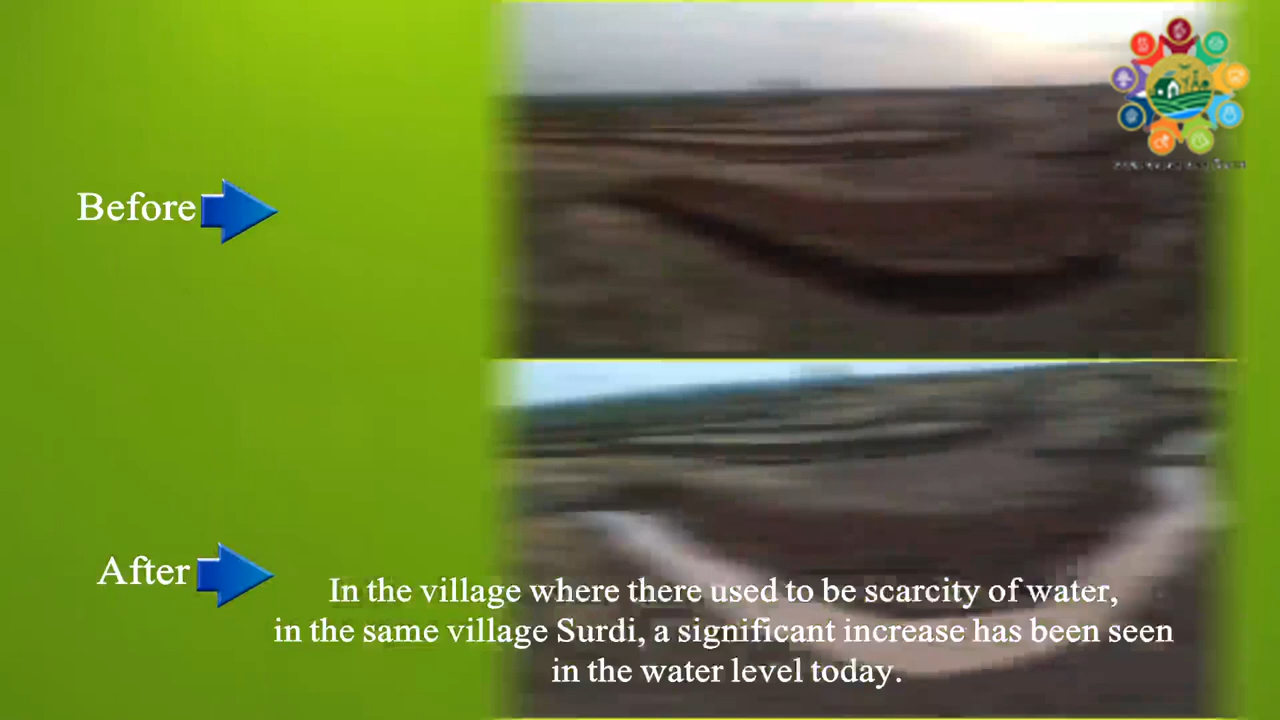 Before
After
In the village where there used to be scarcity of water,
in the same village Surdi, a significant increase has been seen
in the water level today.